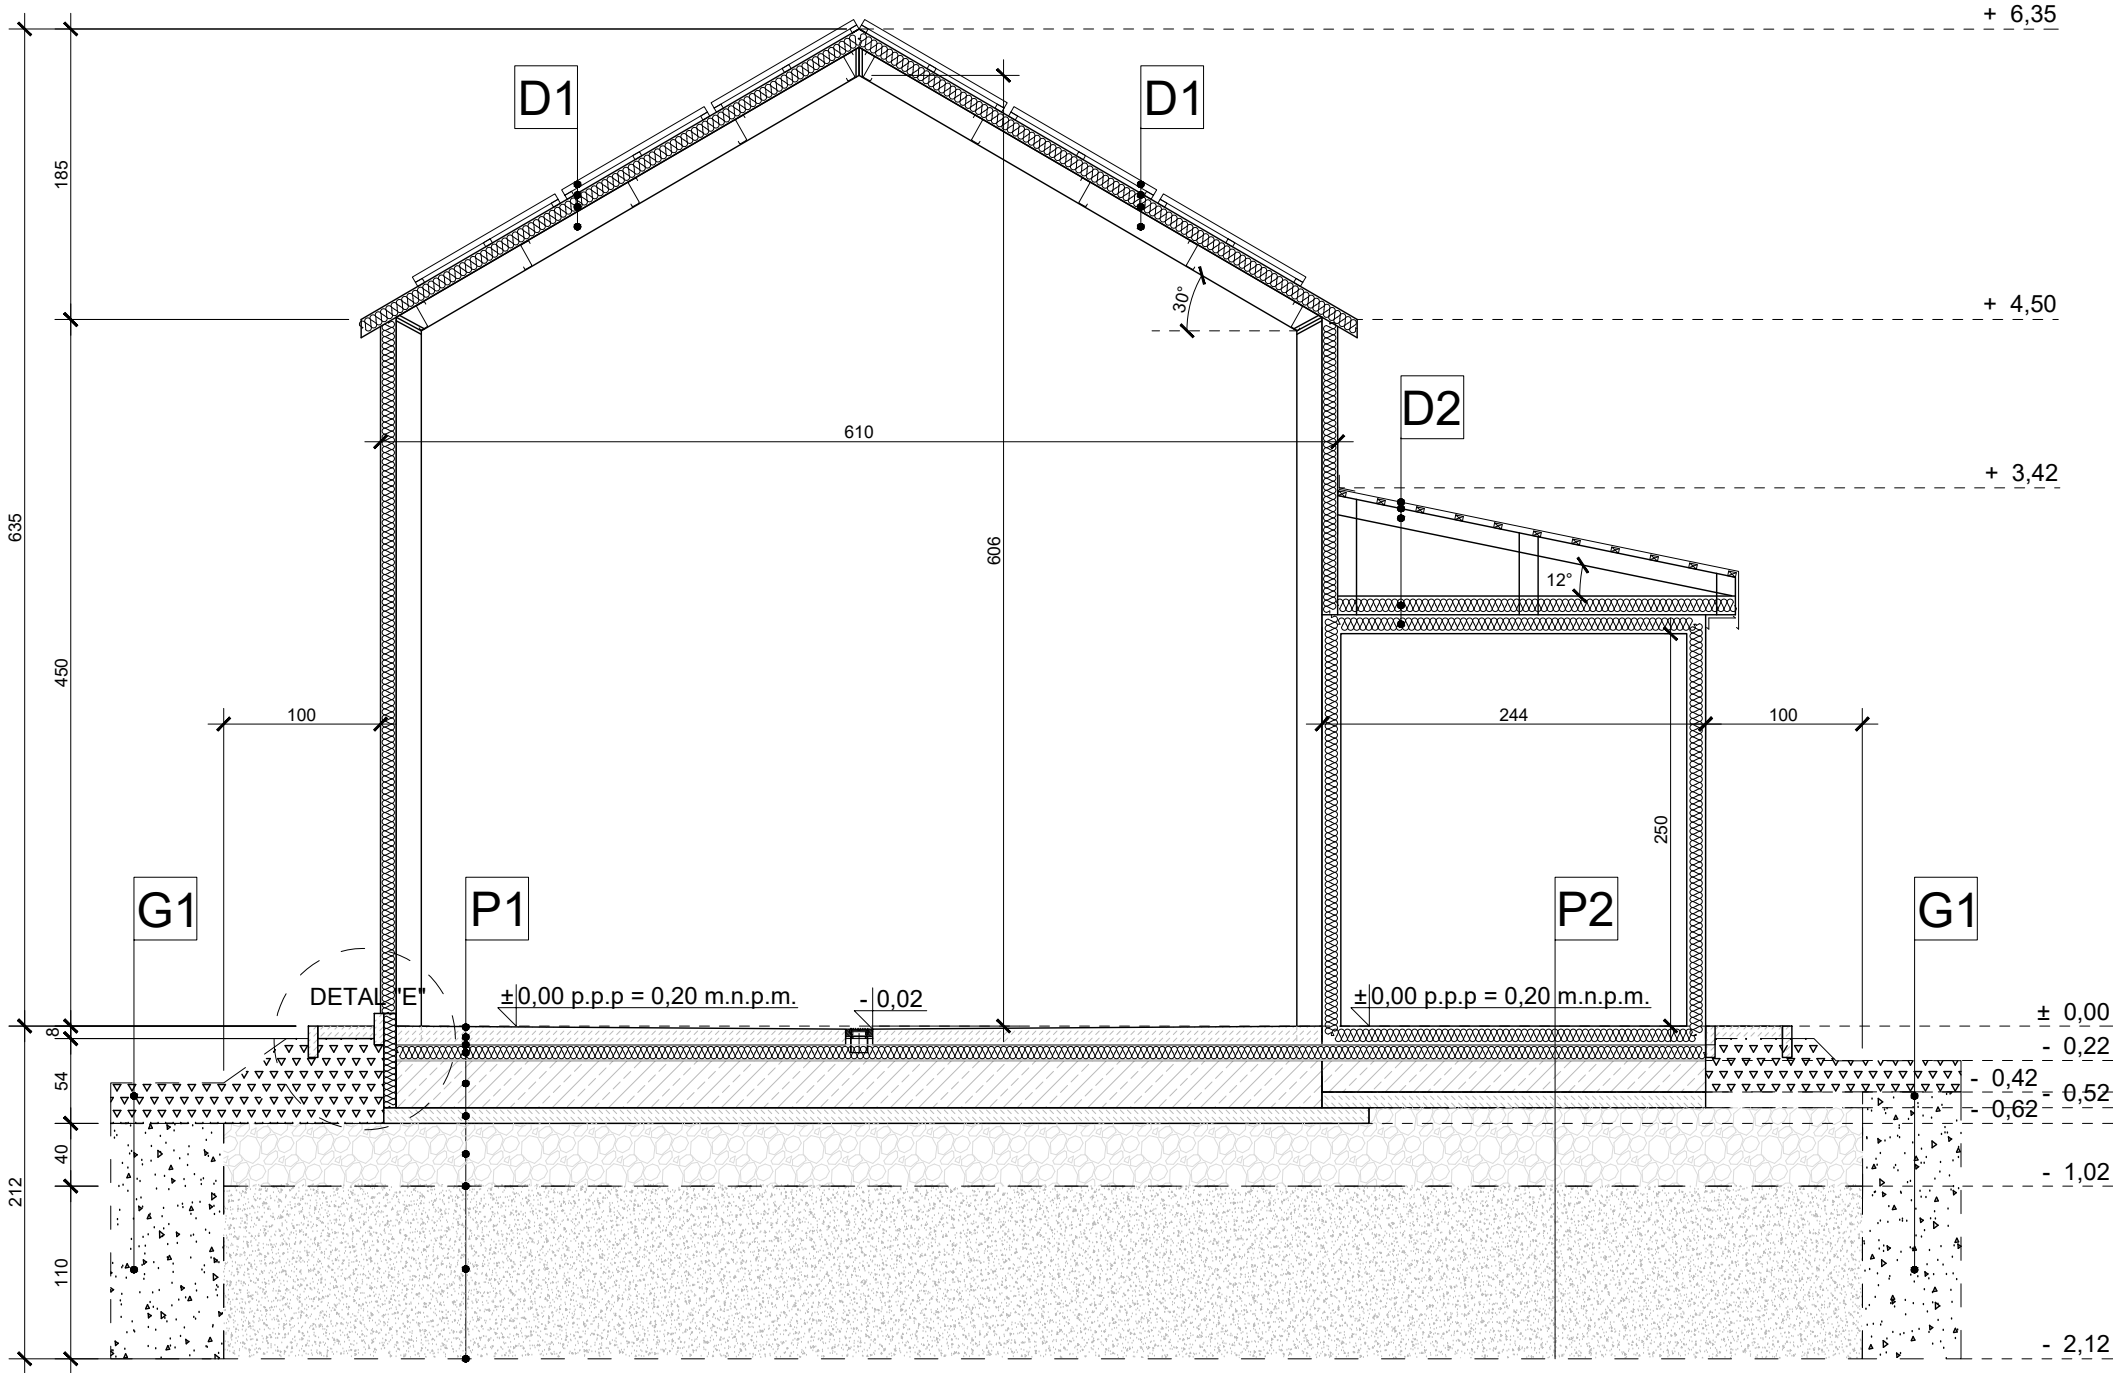 + 6,35
D1
D1
185
30°
+ 4,50
D2
610
+ 3,42
635
606
12°
450
100
244
100
250
G1
P1
P2
G1
DETAL "E"
±0,00 p.p.p = 0,20 m.n.p.m.
- 0,02
±0,00 p.p.p = 0,20 m.n.p.m.
± 0,00
8
- 0,22
54
- 0,42
- 0,52
- 0,62
40
- 1,02
212
110
- 2,12